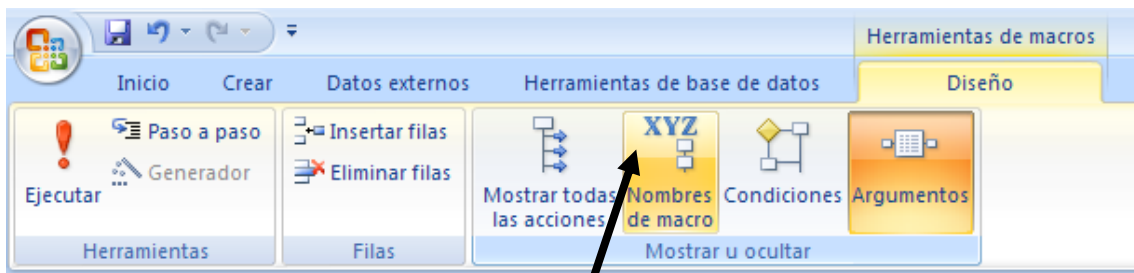 Herramientas de macros
Inicio Crear Datos externos Herramientas de base de datos Diseño
Ejecutar
Paso a paso
Generador
Herramientas
Insertar filas
Eliminar filas
Filas
Mostrar todas
las acciones
XYZ
Nombres
de macro
Condiciones
Argumentos
Mostrar u ocultar